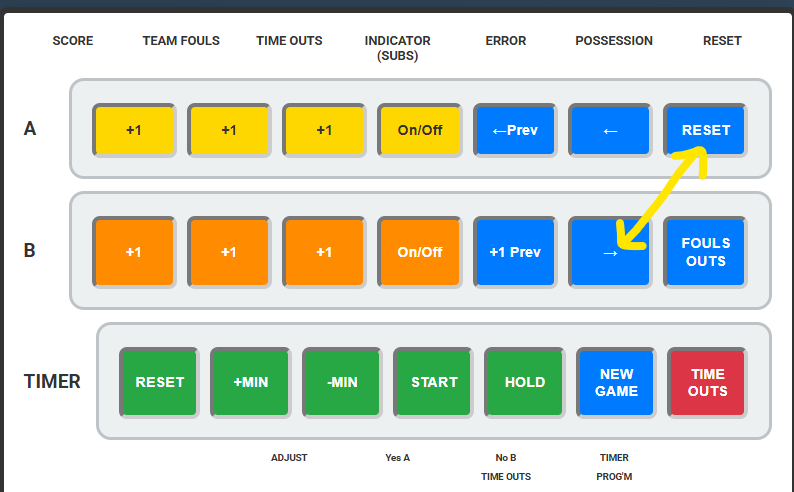 SCORE TEAM FOULS TIME OUTS INDICATOR ERROR POSSESSION RESET
(SUBS)
A +1 +1 +1 On/Off ←Prev ← RESET
B +1 +1 +1 On/Off +1 Prev → FOULS
OUTS
TIMER RESET +MIN -MIN START HOLD NEW TIME
GAME OUTS
ADJUST Yes A No B TIMER
TIME OUTS PROG'M